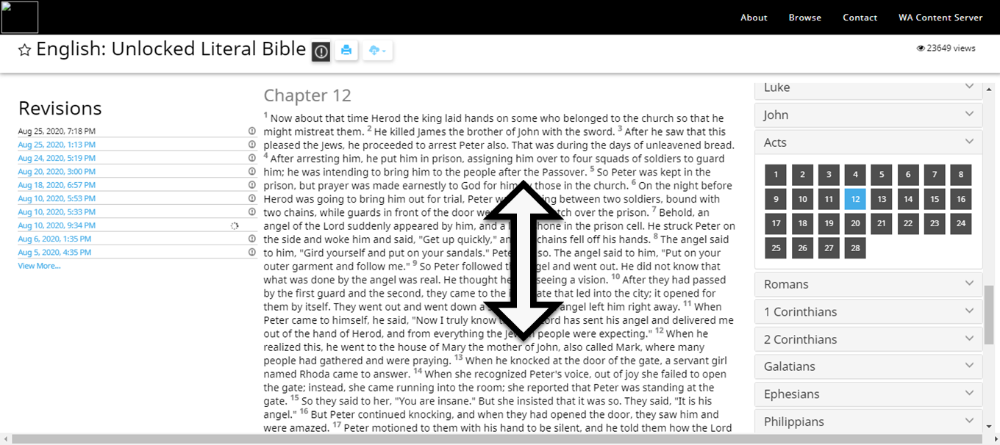 About Browse Contact WA Content Server
English: Unlocked Literal Bible
23649 views
Revisions
Aug 25, 2020, 7:18 PM
Aug 25, 2020, 1:13 PM
Aug 24, 2020, 5:19 PM
Aug 20, 2020, 3:00 PM
Aug 18, 2020, 6:57 PM
Aug 10, 2020, 5:53 PM
Aug 10, 2020, 5:33 PM
Aug 10, 2020, 9:34 PM
Aug 6, 2020, 1:35 PM
Aug 5, 2020, 4:35 PM
View More...
Chapter 12
1 Now about that time Herod the king laid hands on some who belonged to the church so that he
might mistreat them. 2 He killed James the brother of John with the sword. 3 After he saw that this
pleased the Jews, he proceeded to arrest Peter also. That was during the days of unleavened bread.
4 After arresting him, he put him in prison, assigning him over to four squads of soldiers to guard
him; he was intending to bring him to the people after the Passover. 5 So Peter was kept in the
prison, but prayer was made earnestly to God for him those in the church. 6 On the night before
Herod was going to bring him out for trial, Peter between two soldiers, bound with
two chains, while guards in front of the door over the prison. 7 Behold, an
angel of the Lord suddenly appeared by him, and a in the prison cell. He struck Peter on
the side and woke him and said, "Get up quickly," chains fell off his hands. 8 The angel said
to him, "Gird yourself and put on your sandals." so. The angel said to him, "Put on your
outer garment and follow me." 9 So Peter followed and went out. He did not know that
what was done by the angel was real. He thought he seeing a vision. 10 After they had passed
by the first guard and the second, they came to the that led into the city; it opened for
them by itself. They went out and went down a angel left him right away. 11 When
Peter came to himself, he said, "Now I truly know has sent his angel and delivered me
out of the hand of Herod, and from everything the people were expecting." 12 When he
realized this, he went to the house of Mary the mother of John, also called Mark, where many
people had gathered and were praying. 13 When he knocked at the door of the gate, a servant girl
named Rhoda came to answer. 14 When she recognized Peter's voice, out of joy she failed to open
the gate; instead, she came running into the room; she reported that Peter was standing at the
gate. 15 So they said to her, "You are insane." But she insisted that it was so. They said, "It is his
angel." 16 But Peter continued knocking, and when they had opened the door, they saw him and
were amazed. 17 Peter motioned to them with his hand to be silent, and he told them how the Lord
Luke
John
Acts
1 2 3 4 5 6 7 8
9 10 11 12 13 14 15 16
17 18 19 20 21 22 23 24
25 26 27 28
Romans
1 Corinthians
2 Corinthians
Galatians
Ephesians
Philippians